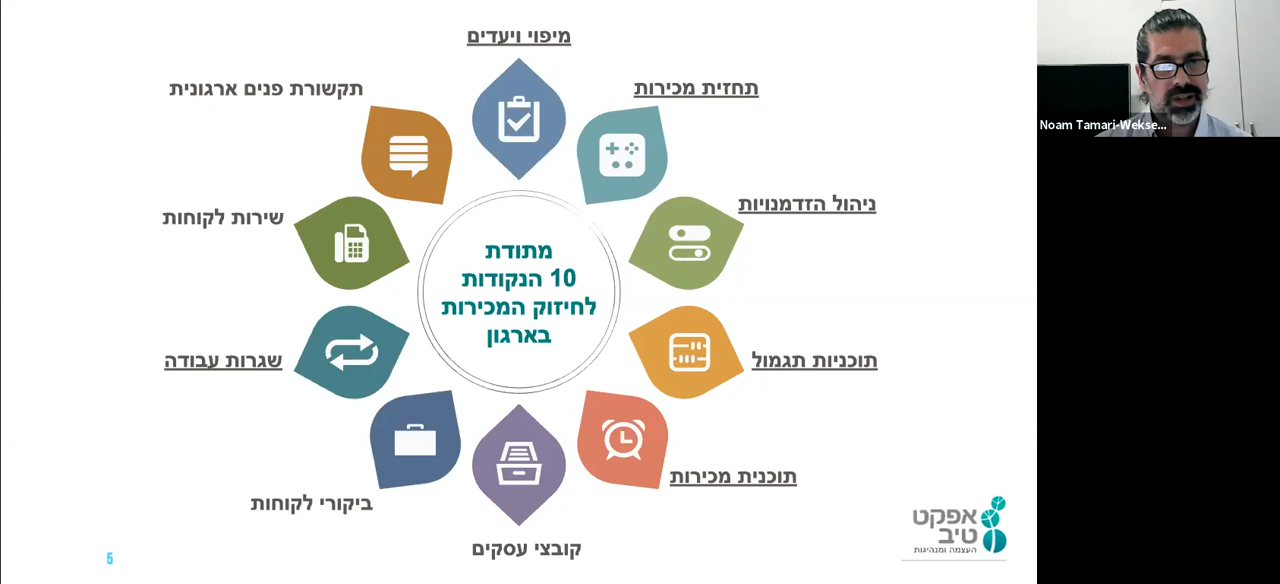 מיפוי ויעדים
תחזית מכירות
ניהול הזדמנויות
תוכניות תגמול
תוכנית מכירות
קובצי עסקים
ביקורי לקוחות
שגרות עבודה
שירות לקוחות
תקשורת פנים ארגונית
מתודת
10 הנקודות
לחיזוק המכירות
בארגון
אפקט
טיב
העצמה ומנהיגות
5
Noam Tamari-Wekse...